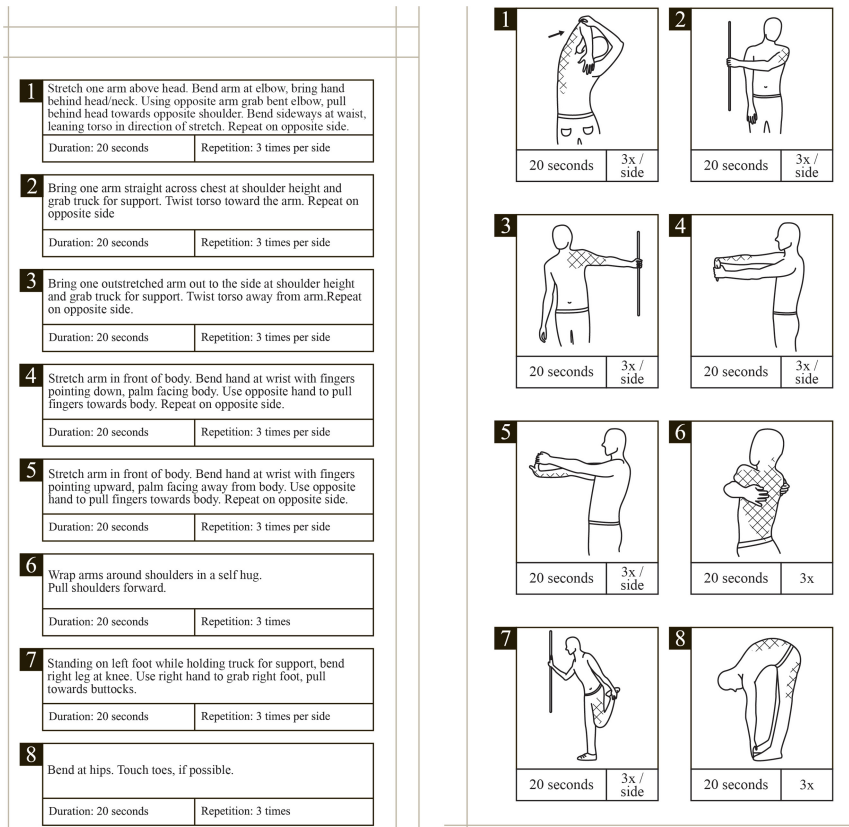 1
Stretch one arm above head. Bend arm at elbow, bring hand
behind head/neck. Using opposite arm grab bent elbow, pull
behind head towards opposite shoulder. Bend sideways at waist,
leaning torso in direction of stretch. Repeat on opposite side.
Duration: 20 seconds
Repetition: 3 times per side
2
Bring one arm straight across chest at shoulder height and
grab truck for support. Twist torso toward the arm. Repeat on
opposite side
Duration: 20 seconds
Repetition: 3 times per side
3
Bring one outstretched arm out to the side at shoulder height
and grab truck for support. Twist torso away from arm.Repeat
on opposite side.
Duration: 20 seconds
Repetition: 3 times per side
4
Stretch arm in front of body. Bend hand at wrist with fingers
pointing down, palm facing body. Use opposite hand to pull
fingers towards body. Repeat on opposite side.
Duration: 20 seconds
Repetition: 3 times per side
5
Stretch arm in front of body. Bend hand at wrist with fingers
pointing upward, palm facing away from body. Use opposite
hand to pull fingers towards body. Repeat on opposite side.
Duration: 20 seconds
Repetition: 3 times per side
6
Wrap arms around shoulders in a self hug.
Pull shoulders forward.
Duration: 20 seconds
Repetition: 3 times
7
Standing on left foot while holding truck for support, bend
right leg at knee. Use right hand to grab right foot, pull
towards buttocks.
Duration: 20 seconds
Repetition: 3 times per side
8
Bend at hips. Touch toes, if possible.
Duration: 20 seconds
Repetition: 3 times
1
20 seconds
3x /
side
2
20 seconds
3x /
side
3
20 seconds
3x /
side
4
20 seconds
3x /
side
5
20 seconds
3x /
side
6
20 seconds
3x
7
20 seconds
3x /
side
8
20 seconds
3x